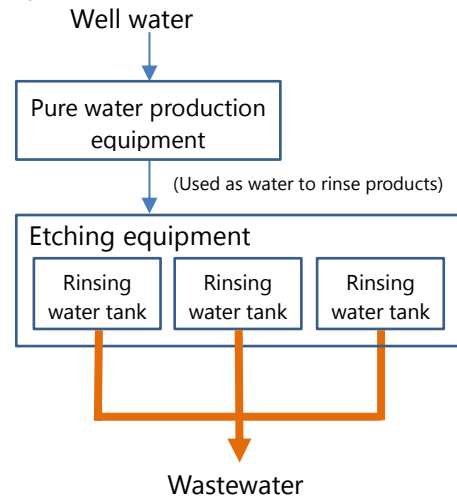 Well water
Pure water production
equipment
(Used as water to rinse products)
Etching equipment
Rinsing
water tank
Rinsing
water tank
Rinsing
water tank
Wastewater